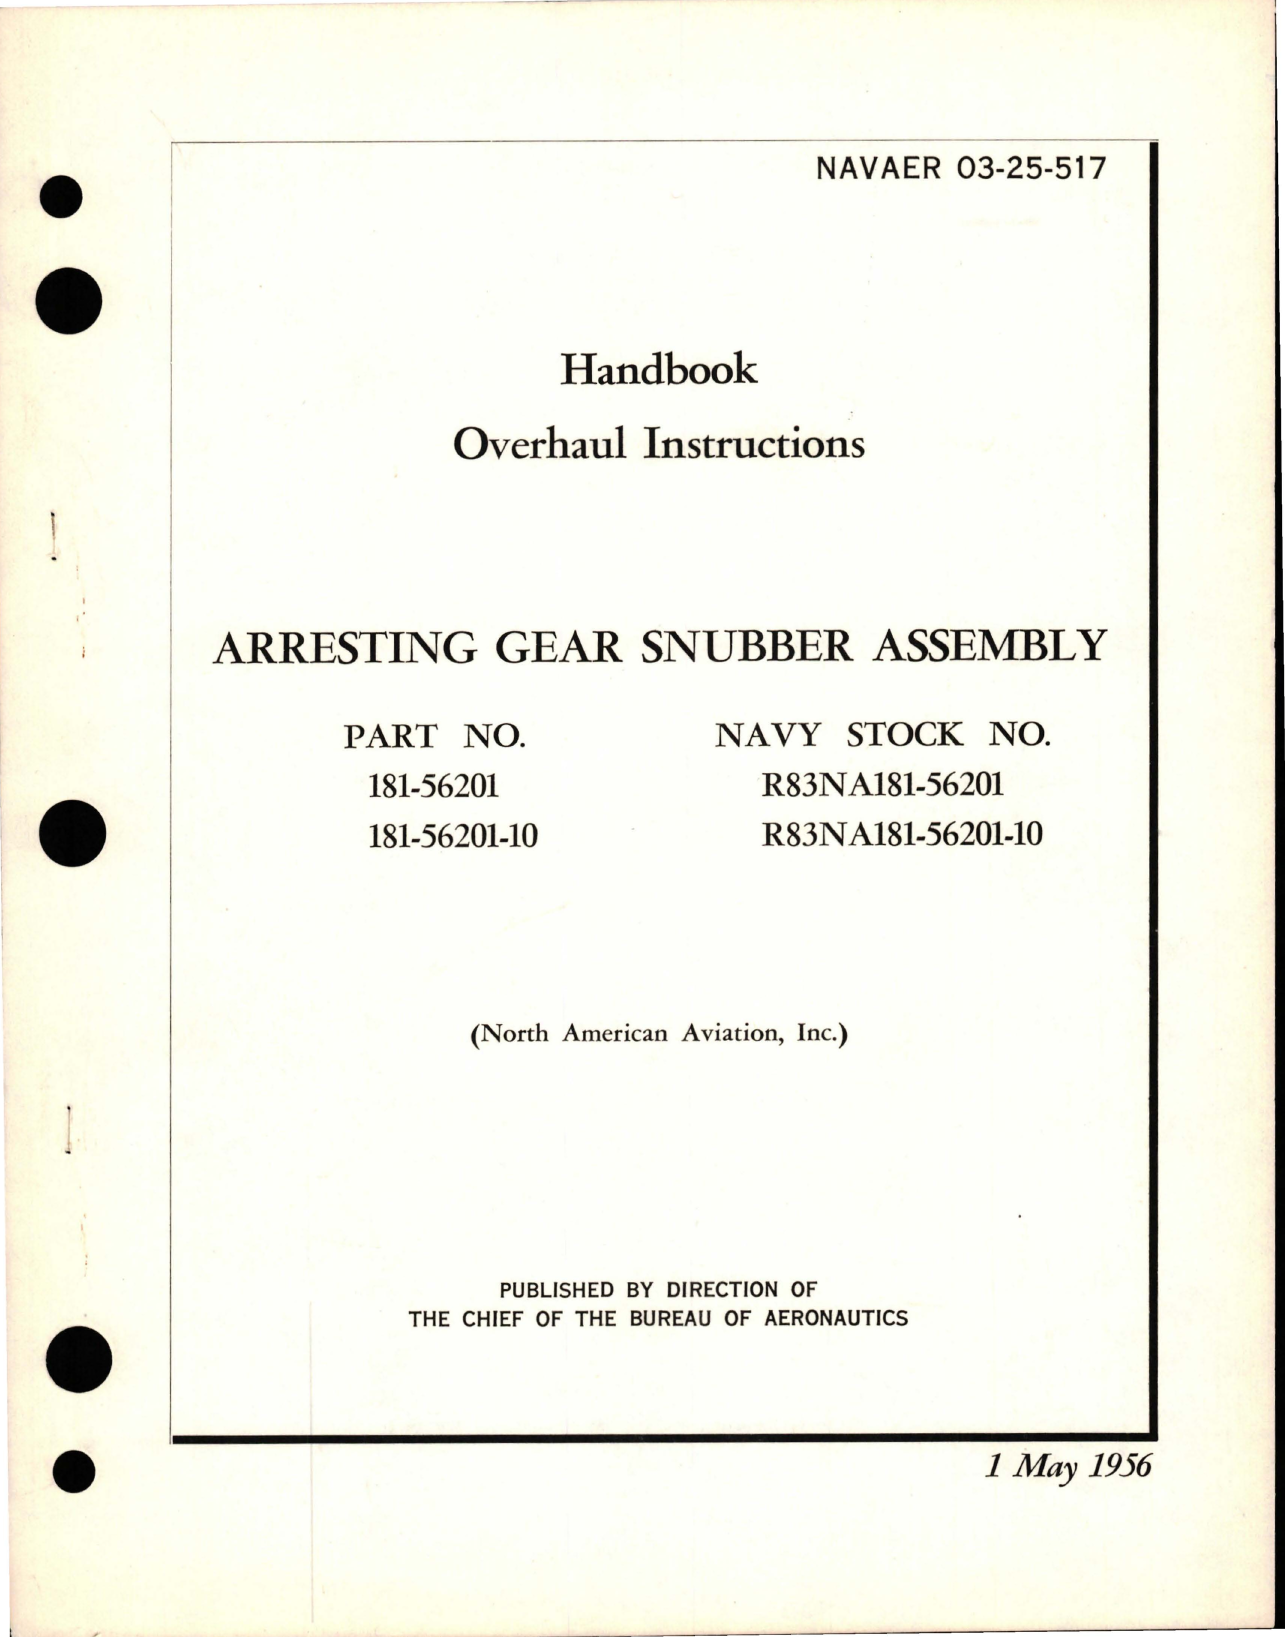 NAVAER 03-25-517
Handbook
Overhaul Instructions
ARRESTING GEAR SNUBBER ASSEMBLY
PART NO. NAVY STOCK NO.
181-56201 R83NA181-56201
181-56201-10 R83NA181-56201-10
(North American Aviation, Inc.)
PUBLISHED BY DIRECTION OF
THE CHIEF OF THE BUREAU OF AERONAUTICS
1 May 1956